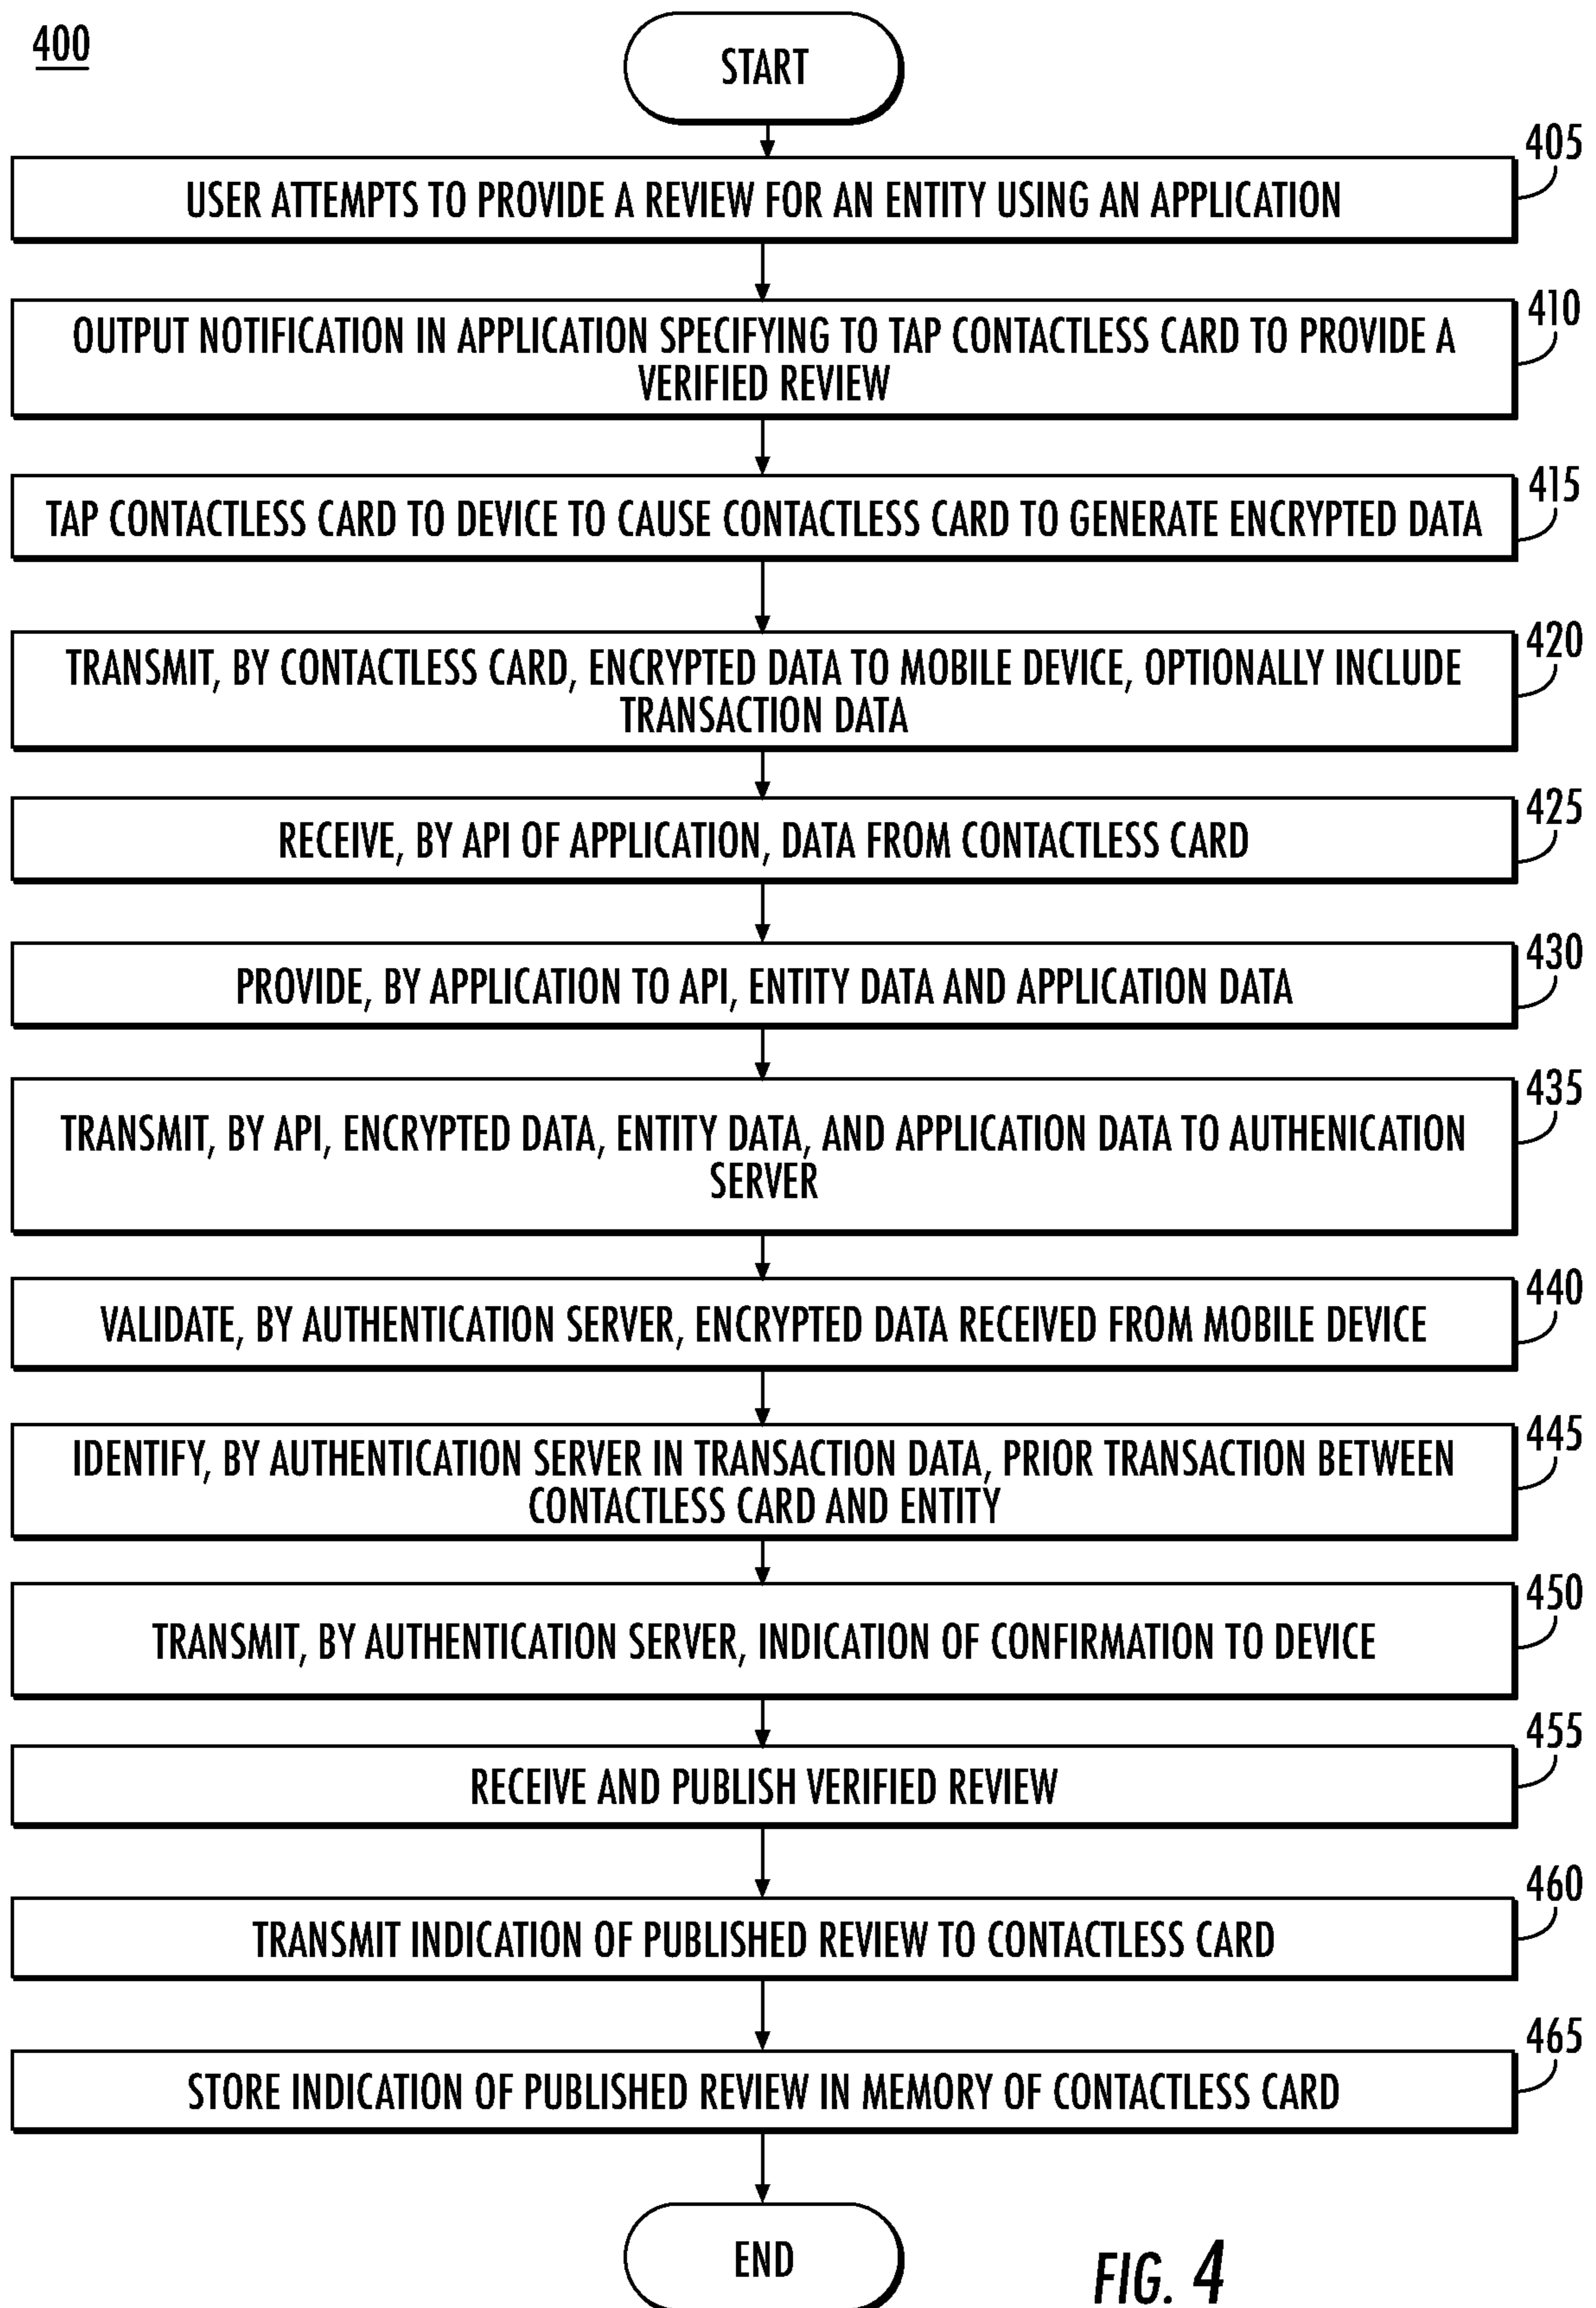 400
START
405
USER ATTEMPTS TO PROVIDE A REVIEW FOR AN ENTITY USING AN APPLICATION
410
OUTPUT NOTIFICATION IN APPLICATION SPECIFYING TO TAP CONTACTLESS CARD TO PROVIDE A
VERIFIED REVIEW
415
TAP CONTACTLESS CARD TO DEVICE TO CAUSE CONTACTLESS CARD TO GENERATE ENCRYPTED DATA
420
TRANSMIT, BY CONTACTLESS CARD, ENCRYPTED DATA TO MOBILE DEVICE, OPTIONALLY INCLUDE
TRANSACTION DATA
425
RECEIVE, BY API OF APPLICATION, DATA FROM CONTACTLESS CARD
430
PROVIDE, BY APPLICATION TO API, ENTITY DATA AND APPLICATION DATA
435
TRANSMIT, BY API, ENCRYPTED DATA, ENTITY DATA, AND APPLICATION DATA TO AUTHENICATION
SERVER
440
VALIDATE, BY AUTHENTICATION SERVER, ENCRYPTED DATA RECEIVED FROM MOBILE DEVICE
445
IDENTIFY, BY AUTHENTICATION SERVER IN TRANSACTION DATA, PRIOR TRANSACTION BETWEEN
CONTACTLESS CARD AND ENTITY
450
TRANSMIT, BY AUTHENTICATION SERVER, INDICATION OF CONFIRMATION TO DEVICE
455
RECEIVE AND PUBLISH VERIFIED REVIEW
460
TRANSMIT INDICATION OF PUBLISHED REVIEW TO CONTACTLESS CARD
465
STORE INDICATION OF PUBLISHED REVIEW IN MEMORY OF CONTACTLESS CARD
END
FIG. 4